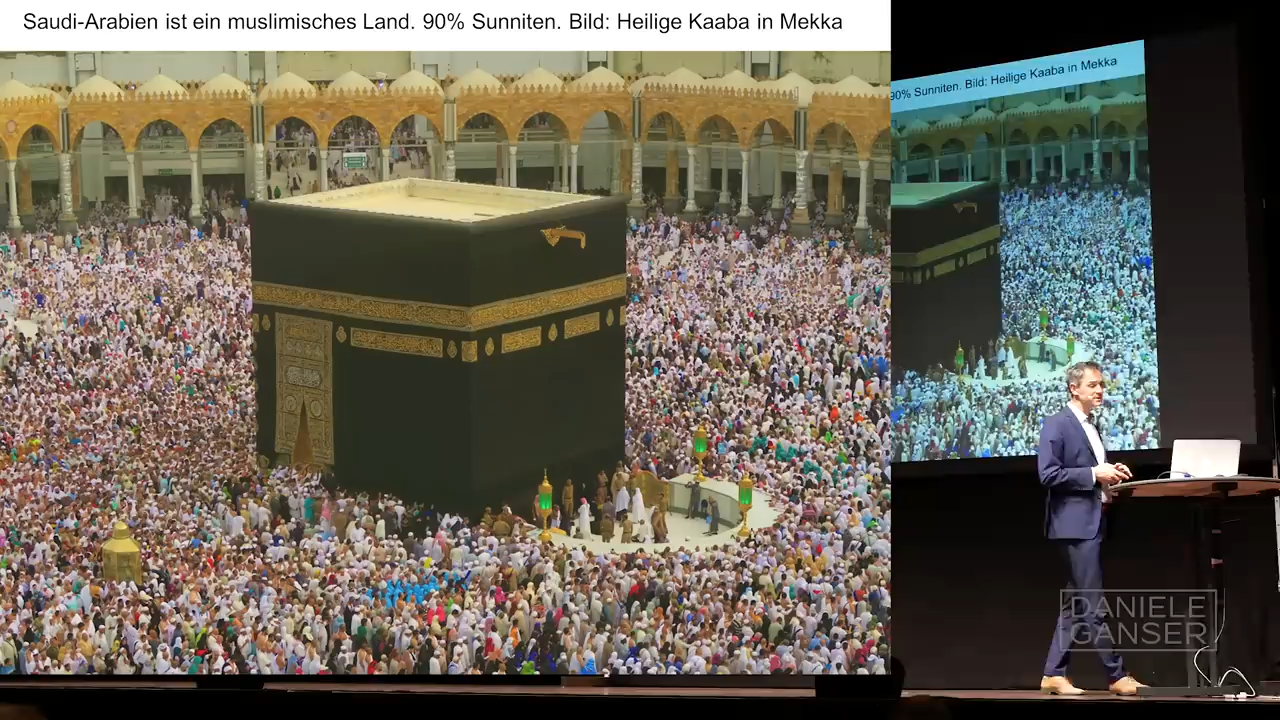 Saudi-Arabien ist ein muslimisches Land. 90% Sunniten. Bild: Heilige Kaaba in Mekka
90% Sunniten. Bild: Heilige Kaaba in Mekka
DANIELE
GANSER